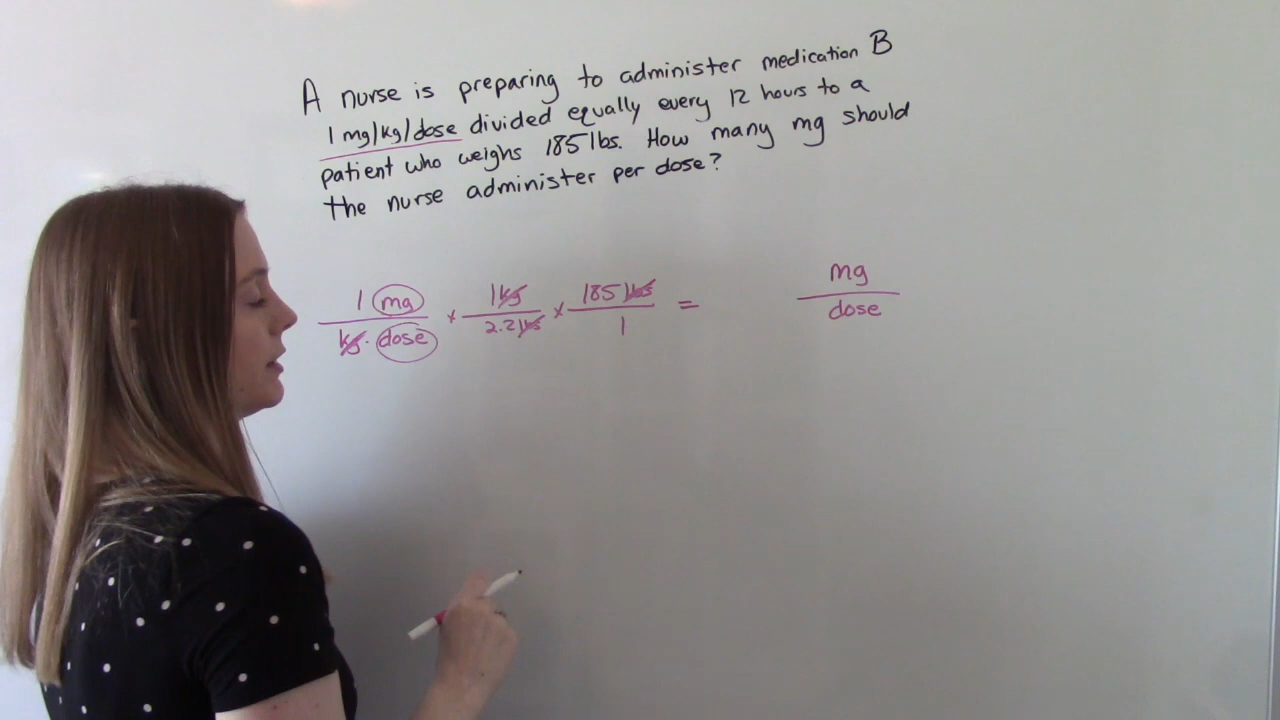 A nurse is preparing to administer medication B
1 mg/kg/dose divided equally every 12 hours to a
patient who weighs 185 lbs. How many mg should
the nurse administer per dose?
1 mg / kg · dose × 1 kg / 2.2 lbs × 185 lbs / 1 = mg / dose